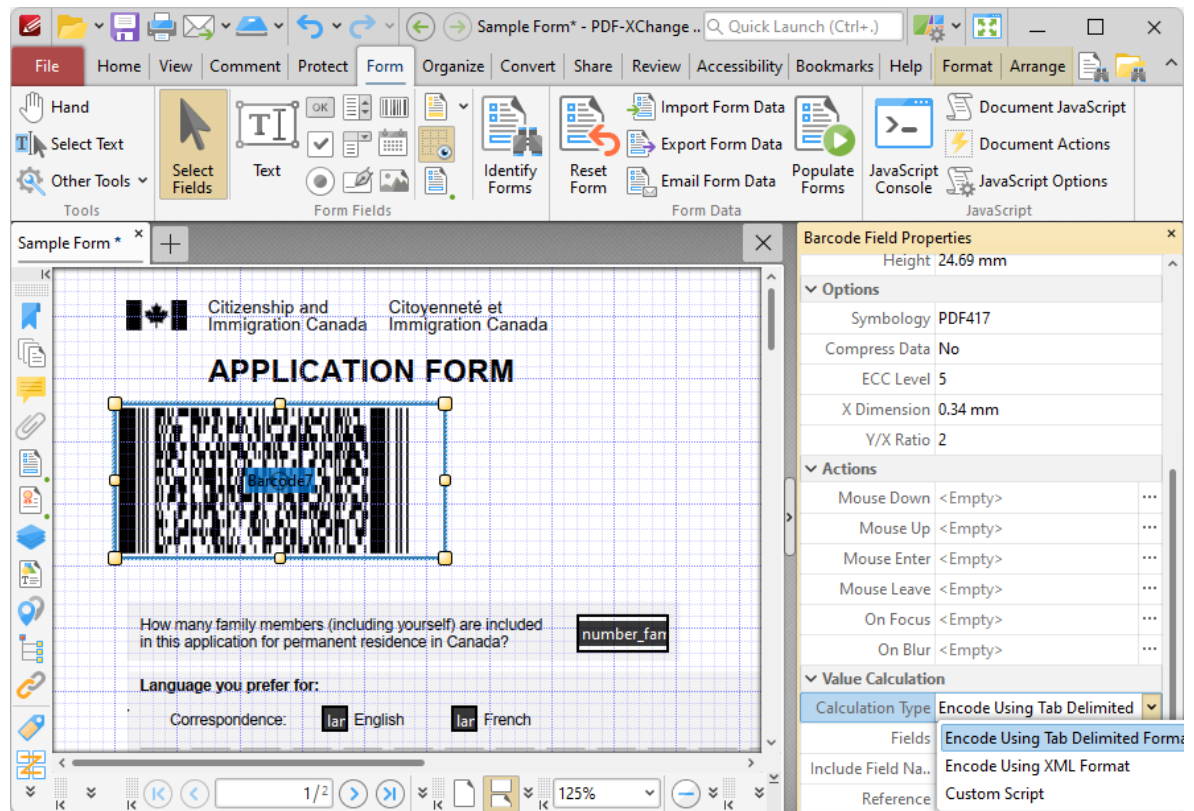 Sample Form* - PDF-XChange ..
Quick Launch (Ctrl+.)
File Home View Comment Protect Form Organize Convert Share Review Accessibility Bookmarks Help Format Arrange
Hand
Select Text
Other Tools
Tools
Select Fields
Text
OK
Form Fields
Identify Forms
Reset Form
Import Form Data
Export Form Data
Email Form Data
Populate Forms
Form Data
JavaScript Console
Document JavaScript
Document Actions
JavaScript Options
JavaScript
Sample Form *
Citizenship and Immigration Canada
Citoyenneté et Immigration Canada
APPLICATION FORM
Barcode7
How many family members (including yourself) are included
in this application for permanent residence in Canada?
number_fan
Language you prefer for:
Correspondence: lar English lar French
1/2
125%
Barcode Field Properties
Height 24.69 mm
Options
Symbology PDF417
Compress Data No
ECC Level 5
X Dimension 0.34 mm
Y/X Ratio 2
Actions
Mouse Down <Empty> ...
Mouse Up <Empty> ...
Mouse Enter <Empty> ...
Mouse Leave <Empty> ...
On Focus <Empty> ...
On Blur <Empty> ...
Value Calculation
Calculation Type Encode Using Tab Delimited
Fields
Encode Using Tab Delimited Forma
Include Field Na..
Encode Using XML Format
Reference
Custom Script